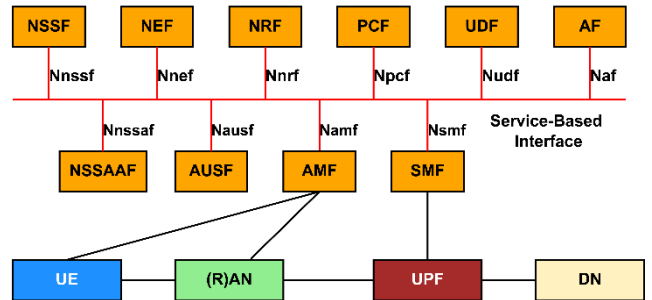 NSSF NEF NRF PCF UDF AF
Nnssf Nnef Nnrf Npcf Nudf Naf
Nnssaf Nausf Namf Nsmf Service-Based
Interface
NSSAAF AUSF AMF SMF
UE (R)AN UPF DN